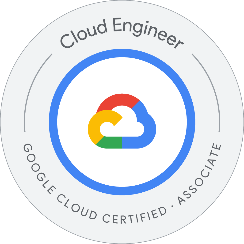 Cloud Engineer
GOOGLE CLOUD CERTIFIED · ASSOCIATE